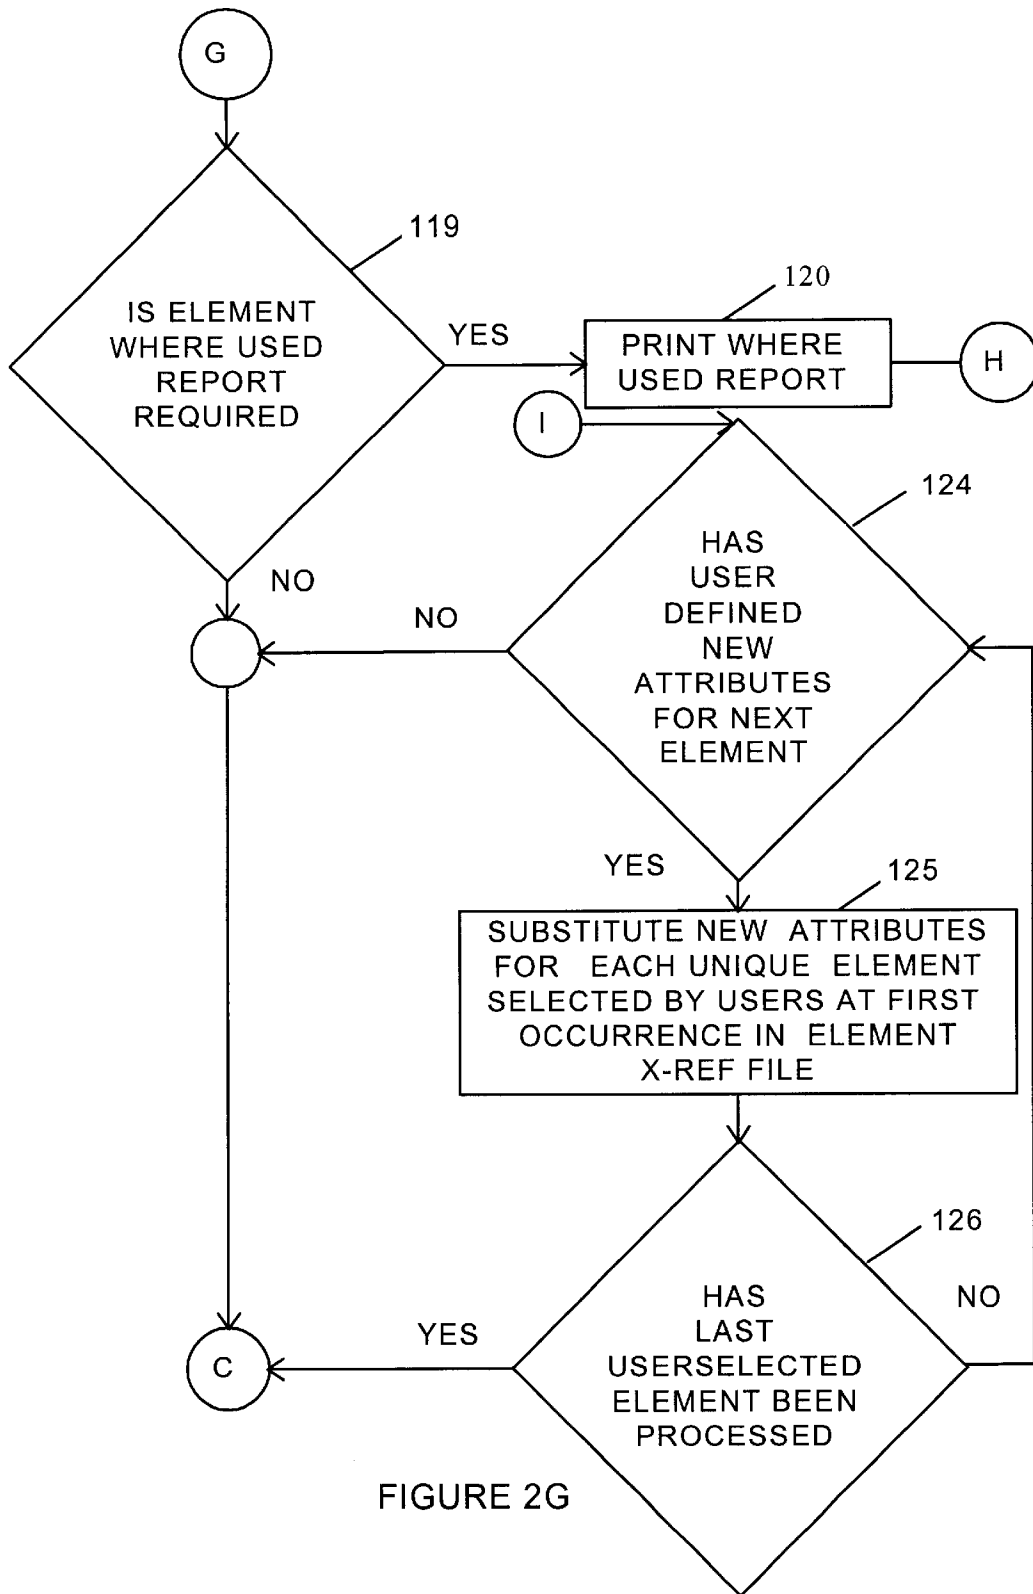 G
119
IS ELEMENT
WHERE USED
REPORT
REQUIRED
YES
120
PRINT WHERE
USED REPORT
H
I
124
HAS
USER
DEFINED
NEW
ATTRIBUTES
FOR NEXT
ELEMENT
NO
NO
YES
125
SUBSTITUTE NEW ATTRIBUTES
FOR EACH UNIQUE ELEMENT
SELECTED BY USERS AT FIRST
OCCURRENCE IN ELEMENT
X-REF FILE
126
HAS
LAST
USERSELECTED
ELEMENT BEEN
PROCESSED
NO
YES
C
FIGURE 2G